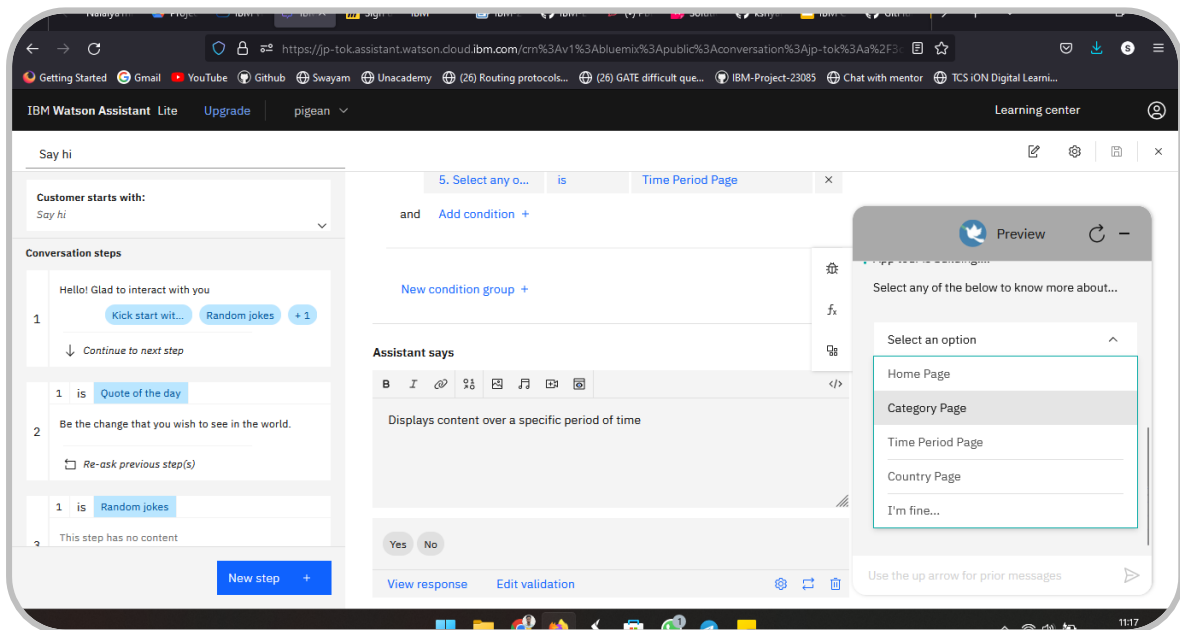 https://jp-tok.assistant.watson.cloud.ibm.com/crn%3Av1%3Abluemix%3Apublic%3Aconversation%3Ajp-tok%3Aa%2F3c
Getting Started Gmail YouTube Github Swayam Unacademy (26) Routing protocols... (26) GATE difficult que... IBM-Project-23085 Chat with mentor TCS iON Digital Learni...
IBM Watson Assistant Lite Upgrade pigean Learning center
Say hi
Customer starts with:
Say hi
Conversation steps
1
Hello! Glad to interact with you
Kick start wit... Random jokes + 1
Continue to next step
2
1 is Quote of the day
Be the change that you wish to see in the world.
Re-ask previous step(s)
3
1 is Random jokes
This step has no content
New step +
5. Select any o... is Time Period Page
and Add condition +
New condition group +
Assistant says
B I
</>
Displays content over a specific period of time
Yes No
View response Edit validation
fx
Preview
Select any of the below to know more about...
Select an option
Home Page
Category Page
Time Period Page
Country Page
I'm fine...
Use the up arrow for prior messages
1
11:17